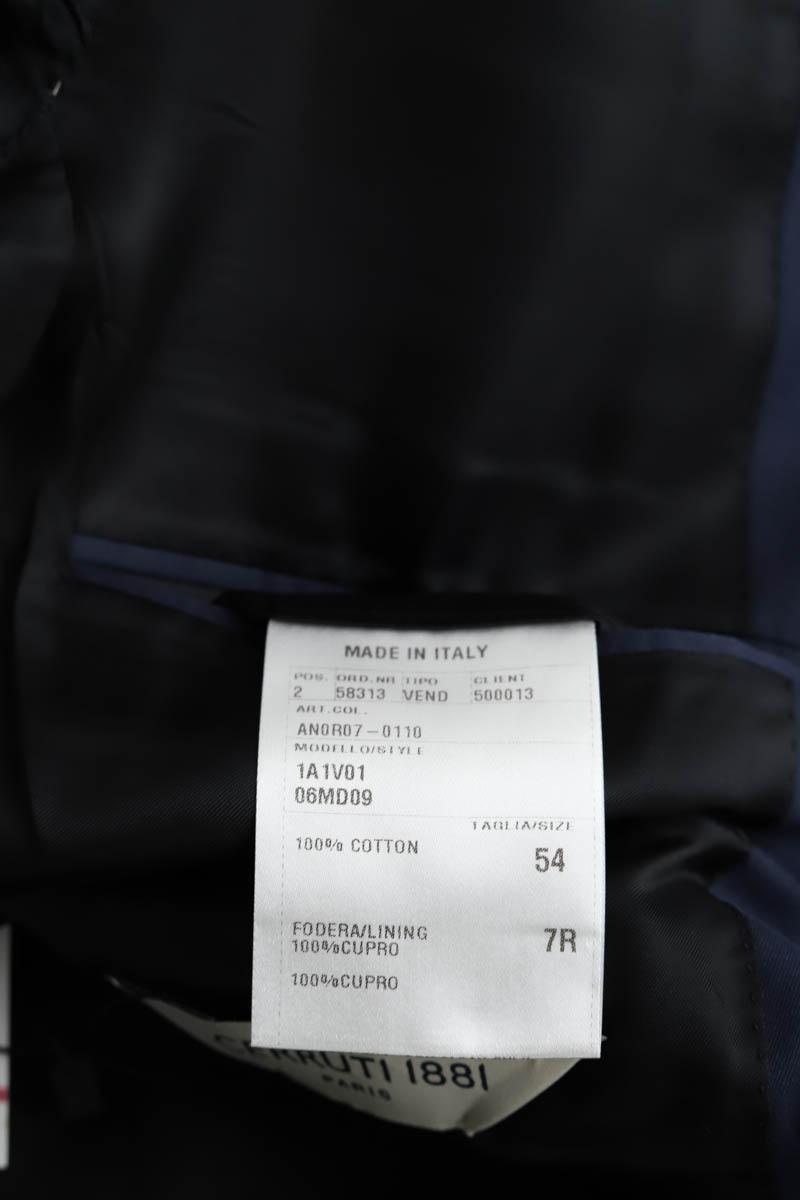 MADE IN ITALY
POS. ORD.NR TIPO CLIENT
2 58313 VEND 500013
ART.COL.
AN0R07-0110
MODELLO/STYLE
1A1V01
06MD09
TAGLIA/SIZE
100% COTTON 54
FODERA/LINING
100%CUPRO 7R
100%CUPRO
CERRUTI 1881
PARIS